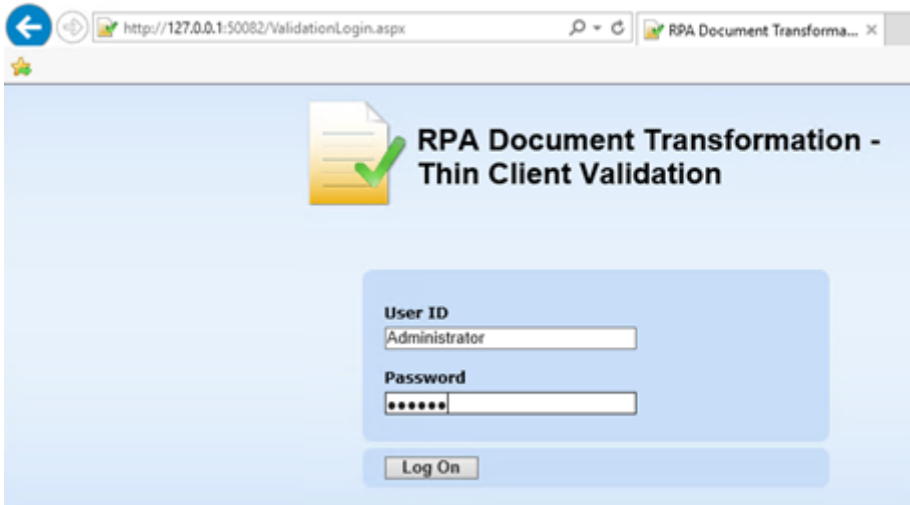 http://127.0.0.1:50082/ValidationLogin.aspx
RPA Document Transforma...
RPA Document Transformation -
Thin Client Validation
User ID
Administrator
Password
••••••
Log On